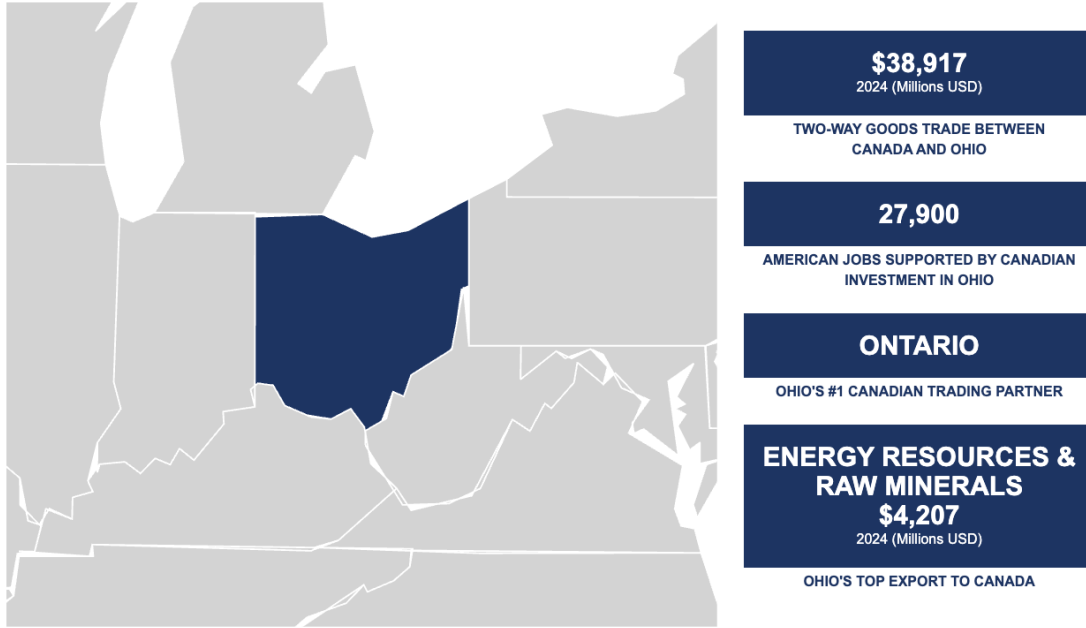 $38,917
2024 (Millions USD)
TWO-WAY GOODS TRADE BETWEEN
CANADA AND OHIO
27,900
AMERICAN JOBS SUPPORTED BY CANADIAN
INVESTMENT IN OHIO
ONTARIO
OHIO'S #1 CANADIAN TRADING PARTNER
ENERGY RESOURCES &
RAW MINERALS
$4,207
2024 (Millions USD)
OHIO'S TOP EXPORT TO CANADA